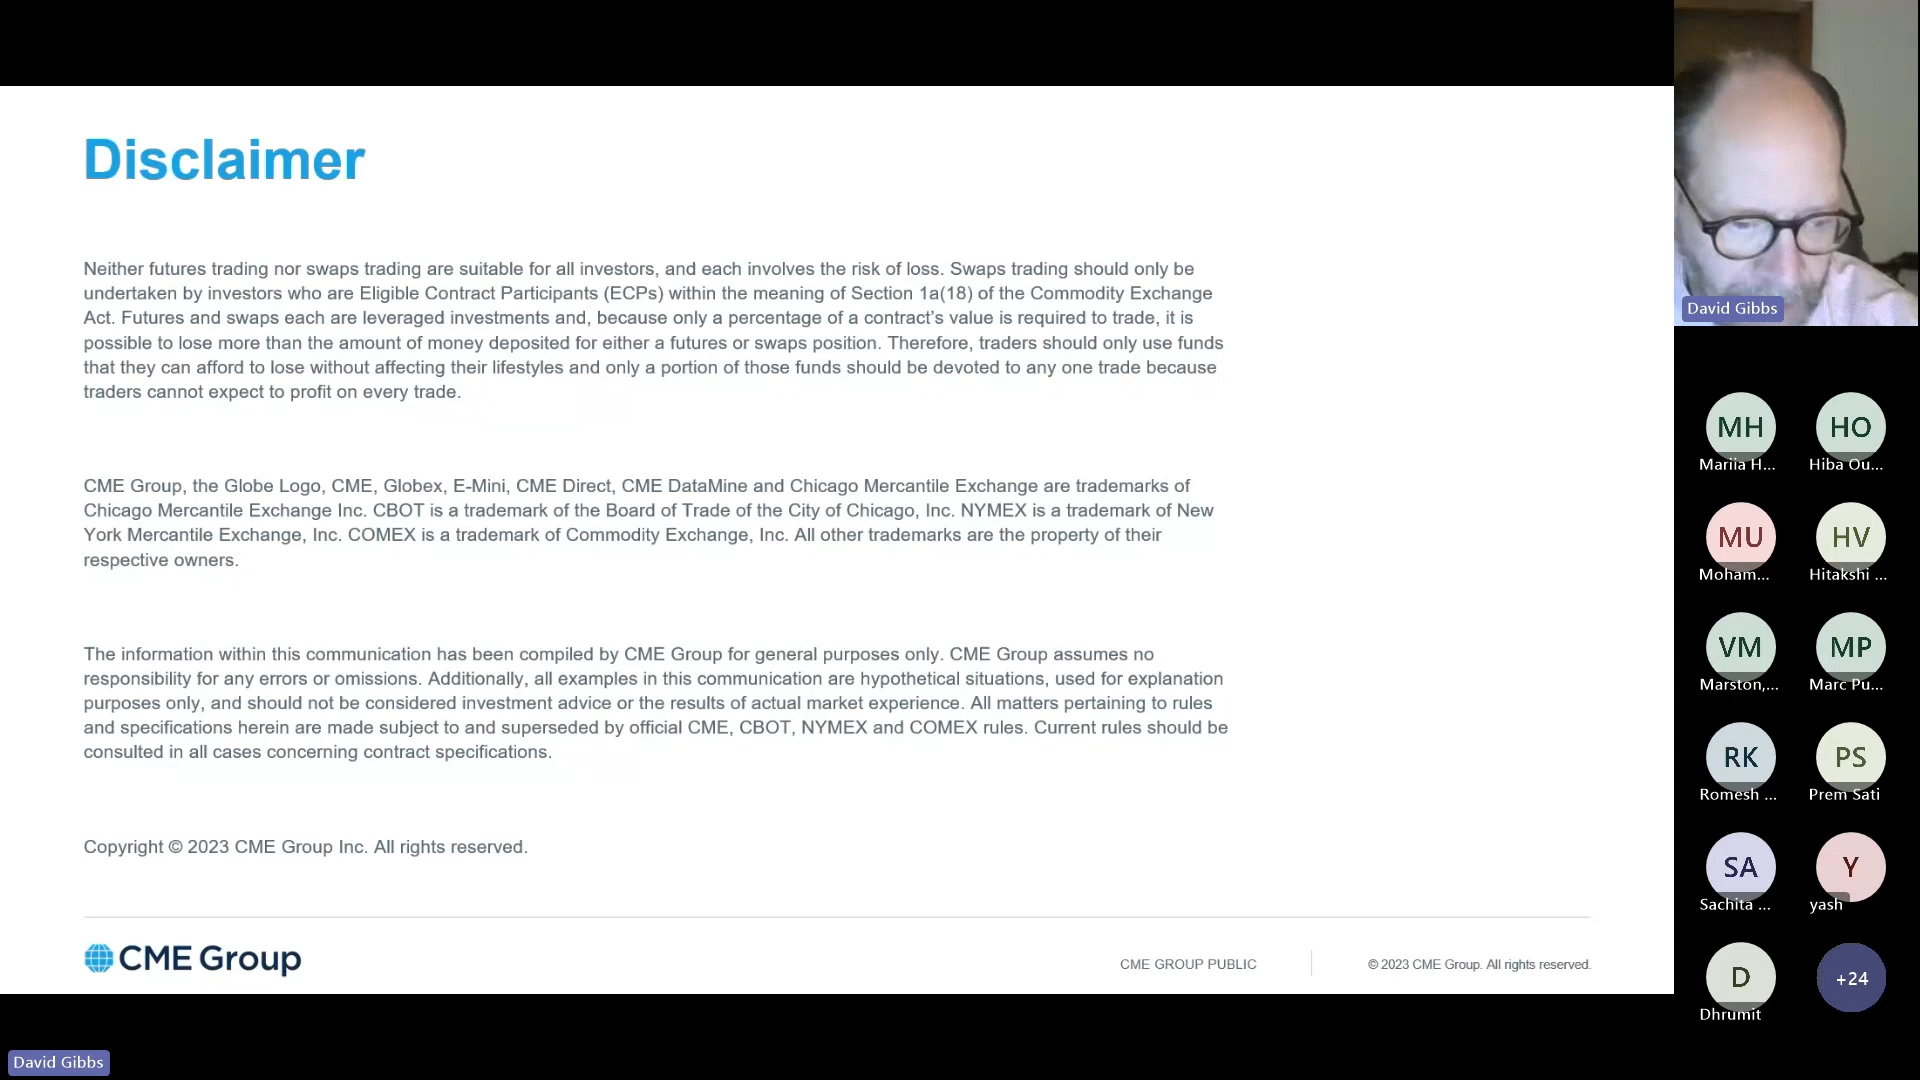 Disclaimer
Neither futures trading nor swaps trading are suitable for all investors, and each involves the risk of loss. Swaps trading should only be
undertaken by investors who are Eligible Contract Participants (ECPs) within the meaning of Section 1a(18) of the Commodity Exchange
Act. Futures and swaps each are leveraged investments and, because only a percentage of a contract’s value is required to trade, it is
possible to lose more than the amount of money deposited for either a futures or swaps position. Therefore, traders should only use funds
that they can afford to lose without affecting their lifestyles and only a portion of those funds should be devoted to any one trade because
traders cannot expect to profit on every trade.
CME Group, the Globe Logo, CME, Globex, E-Mini, CME Direct, CME DataMine and Chicago Mercantile Exchange are trademarks of
Chicago Mercantile Exchange Inc. CBOT is a trademark of the Board of Trade of the City of Chicago, Inc. NYMEX is a trademark of New
York Mercantile Exchange, Inc. COMEX is a trademark of Commodity Exchange, Inc. All other trademarks are the property of their
respective owners.
The information within this communication has been compiled by CME Group for general purposes only. CME Group assumes no
responsibility for any errors or omissions. Additionally, all examples in this communication are hypothetical situations, used for explanation
purposes only, and should not be considered investment advice or the results of actual market experience. All matters pertaining to rules
and specifications herein are made subject to and superseded by official CME, CBOT, NYMEX and COMEX rules. Current rules should be
consulted in all cases concerning contract specifications.
Copyright © 2023 CME Group Inc. All rights reserved.
CME Group
CME GROUP PUBLIC
© 2023 CME Group. All rights reserved.
David Gibbs
David Gibbs
MH
Mariia H...
HO
Hiba Ou...
MU
Moham...
HV
Hitakshi ...
VM
Marston,...
MP
Marc Pu...
RK
Romesh ...
PS
Prem Sati
SA
Sachita ...
Y
yash
D
Dhrumit
+24